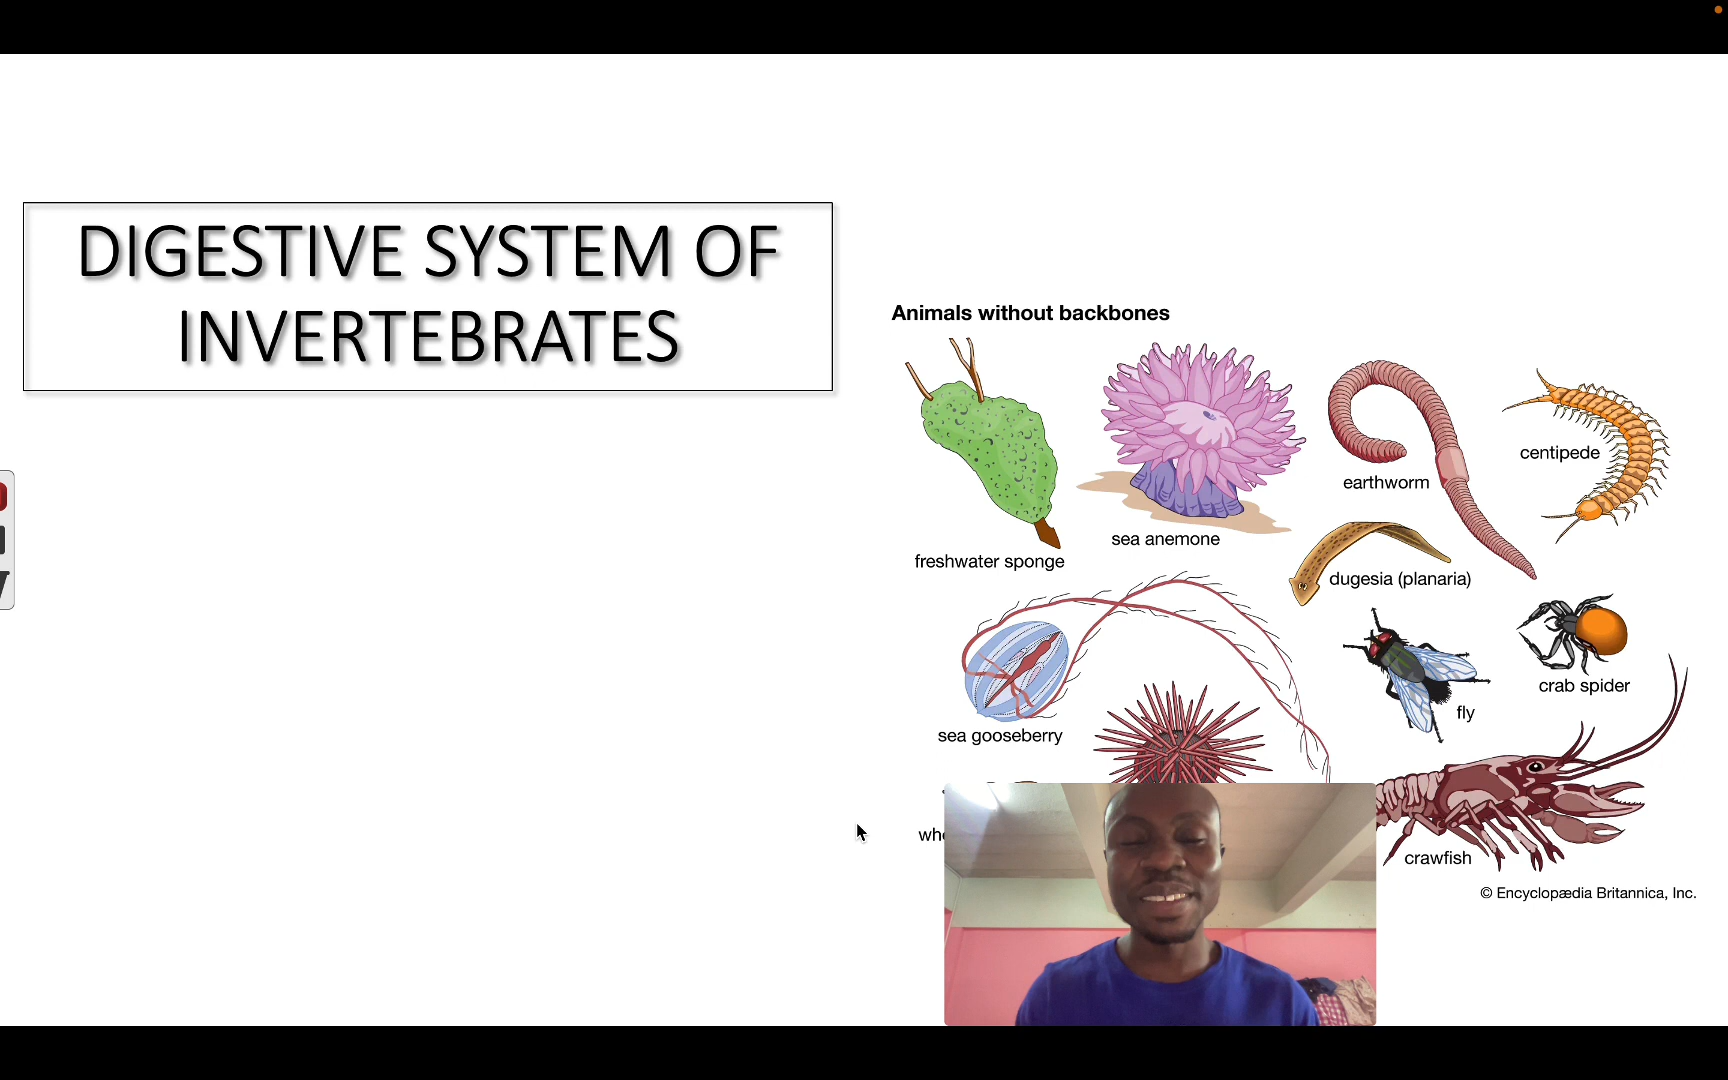 DIGESTIVE SYSTEM OF
INVERTEBRATES
Animals without backbones
centipede
earthworm
sea anemone
freshwater sponge
dugesia (planaria)
crab spider
fly
sea gooseberry
crawfish
© Encyclopædia Britannica, Inc.